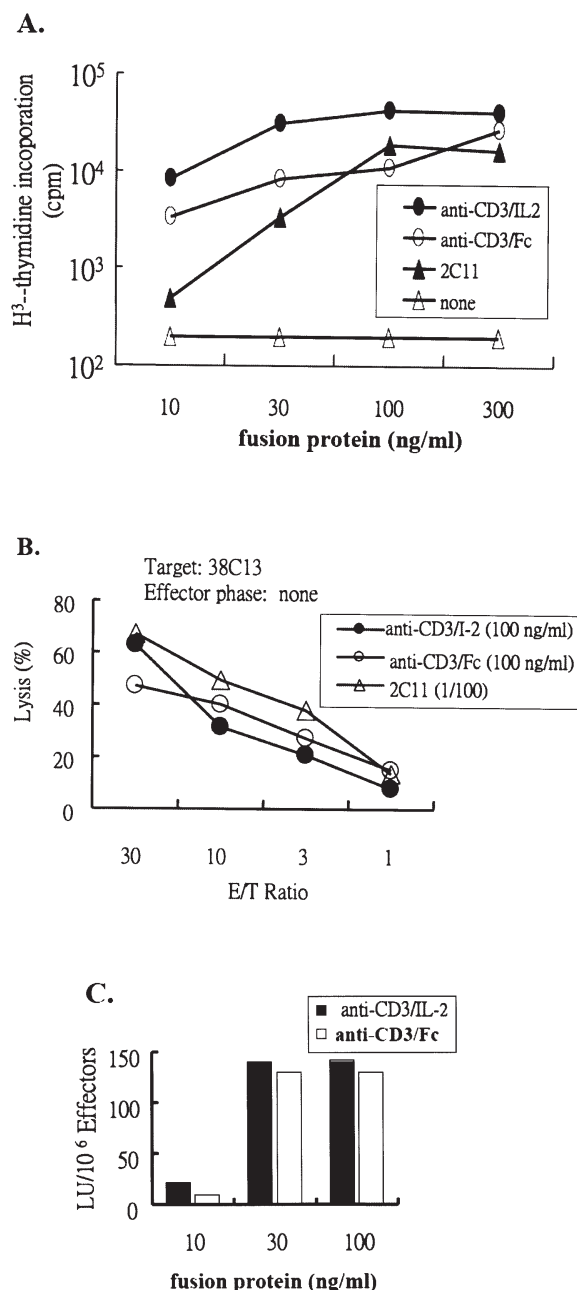 A.
10⁵
10⁴
10³
10²
H³--thymidine incoporation
(cpm)
anti-CD3/IL2
anti-CD3/Fc
2C11
none
10 30 100 300
fusion protein (ng/ml)
B.
Target: 38C13
Effector phase: none
80
60
40
20
0
Lysis (%)
anti-CD3/I-2 (100 ng/ml)
anti-CD3/Fc (100 ng/ml)
2C11 (1/100)
30 10 3 1
E/T Ratio
C.
anti-CD3/IL-2
anti-CD3/Fc
150
100
50
0
LU/10⁶ Effectors
10 30 100
fusion protein (ng/ml)